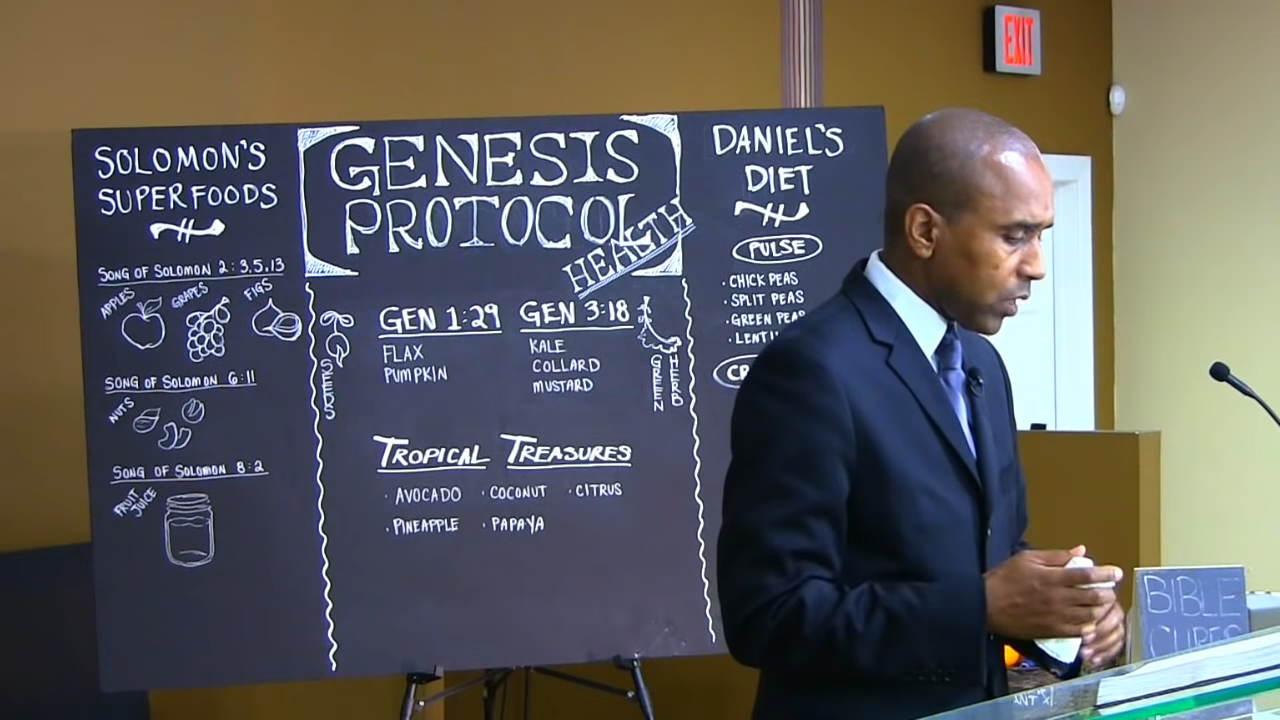 EXIT
SOLOMON'S
SUPERFOODS
SONG OF SOLOMON 2:3,5,13
APPLES
GRAPES
FIGS
SONG OF SOLOMON 6:11
NUTS
SONG OF SOLOMON 8:2
FRUIT
JUICE
GENESIS
PROTOCOL
HEALTH
GEN 1:29
FLAX
PUMPKIN
SEEDS
GEN 3:18
KALE
COLLARD
MUSTARD
GREEN
HERB
TROPICAL TREASURES
· AVOCADO · COCONUT · CITRUS
· PINEAPPLE · PAPAYA
DANIEL'S
DIET
PULSE
· CHICK PEAS
· SPLIT PEAS
· GREEN PEAS
BIBLE
CURES